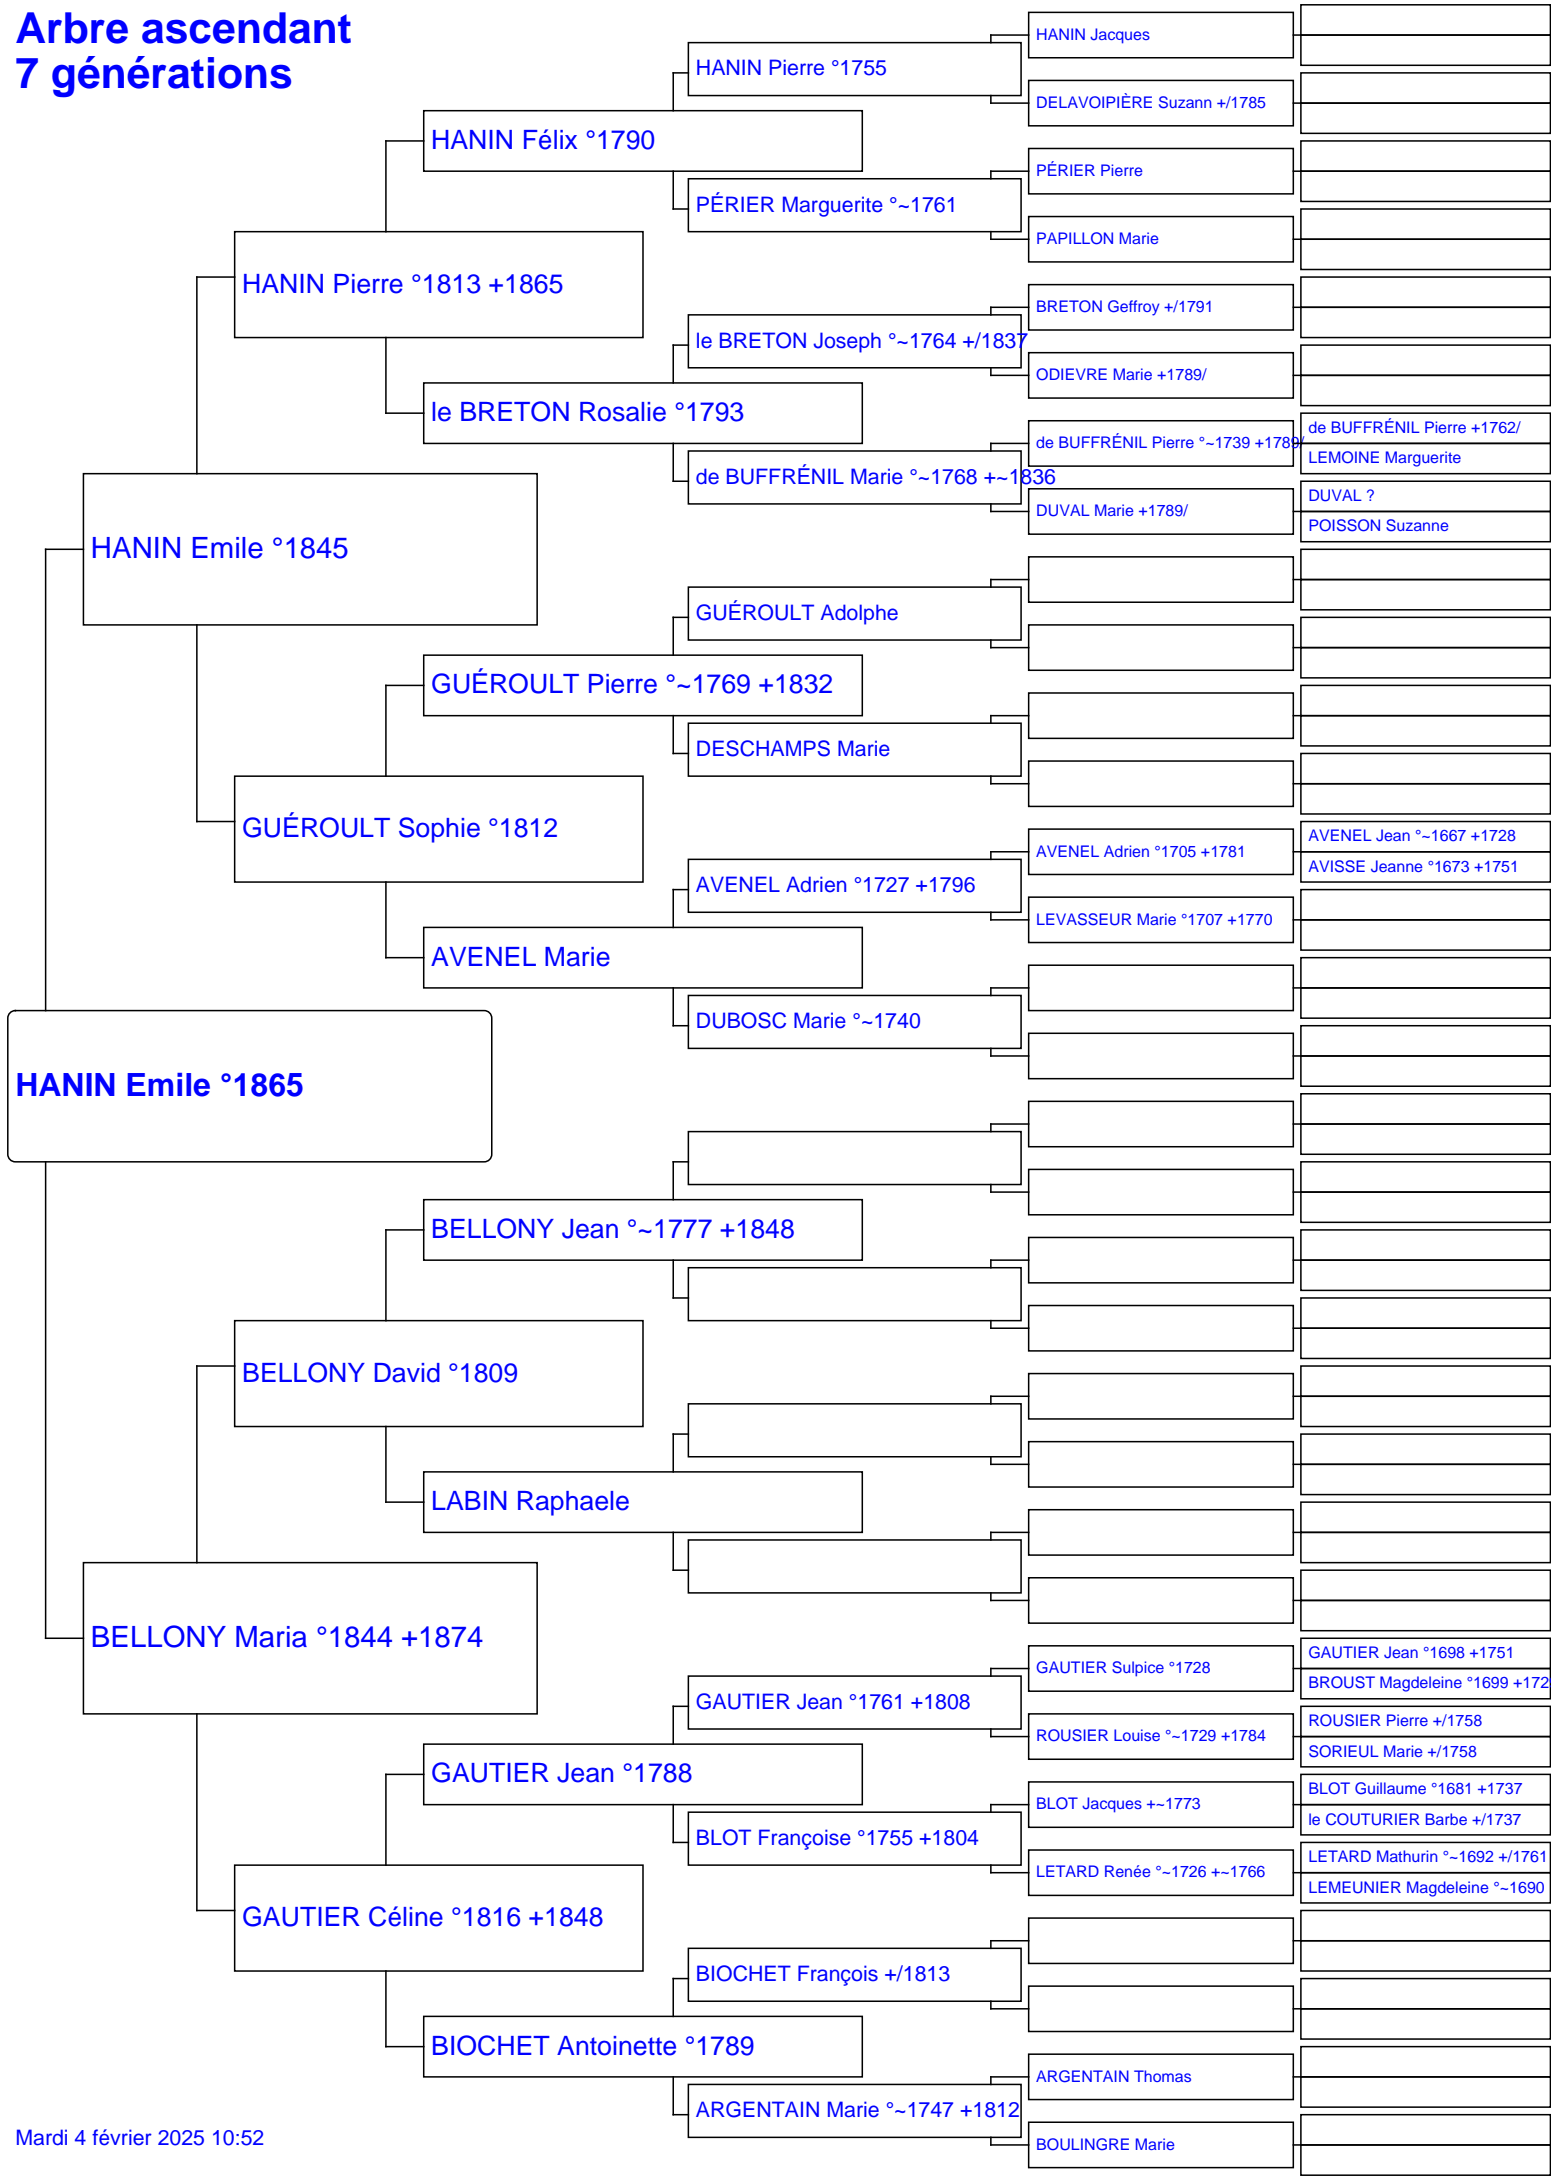 Arbre ascendant
7 générations
HANIN Jacques
HANIN Pierre °1755
DELAVOIPIÈRE Suzann +/1785
HANIN Félix °1790
PÉRIER Pierre
PÉRIER Marguerite °~1761
PAPILLON Marie
HANIN Pierre °1813 +1865
BRETON Geffroy +/1791
le BRETON Joseph °~1764 +/1837
ODIEVRE Marie +1789/
le BRETON Rosalie °1793
de BUFFRÉNIL Pierre +1762/
de BUFFRÉNIL Pierre °~1739 +1789/
LEMOINE Marguerite
de BUFFRÉNIL Marie °~1768 +~1836
DUVAL ?
DUVAL Marie +1789/
POISSON Suzanne
HANIN Emile °1845
GUÉROULT Adolphe
GUÉROULT Pierre °~1769 +1832
DESCHAMPS Marie
GUÉROULT Sophie °1812
AVENEL Jean °~1667 +1728
AVENEL Adrien °1705 +1781
AVISSE Jeanne °1673 +1751
AVENEL Adrien °1727 +1796
LEVASSEUR Marie °1707 +1770
AVENEL Marie
DUBOSC Marie °~1740
HANIN Emile °1865
BELLONY Jean °~1777 +1848
BELLONY David °1809
LABIN Raphaele
BELLONY Maria °1844 +1874
GAUTIER Jean °1698 +1751
GAUTIER Sulpice °1728
BROUST Magdeleine °1699 +172
GAUTIER Jean °1761 +1808
ROUSIER Pierre +/1758
ROUSIER Louise °~1729 +1784
SORIEUL Marie +/1758
GAUTIER Jean °1788
BLOT Guillaume °1681 +1737
BLOT Jacques +~1773
le COUTURIER Barbe +/1737
BLOT Françoise °1755 +1804
LETARD Mathurin °~1692 +/1761
LETARD Renée °~1726 +~1766
LEMEUNIER Magdeleine °~1690
GAUTIER Céline °1816 +1848
BIOCHET François +/1813
BIOCHET Antoinette °1789
ARGENTAIN Thomas
ARGENTAIN Marie °~1747 +1812
BOULINGRE Marie
Mardi 4 février 2025 10:52